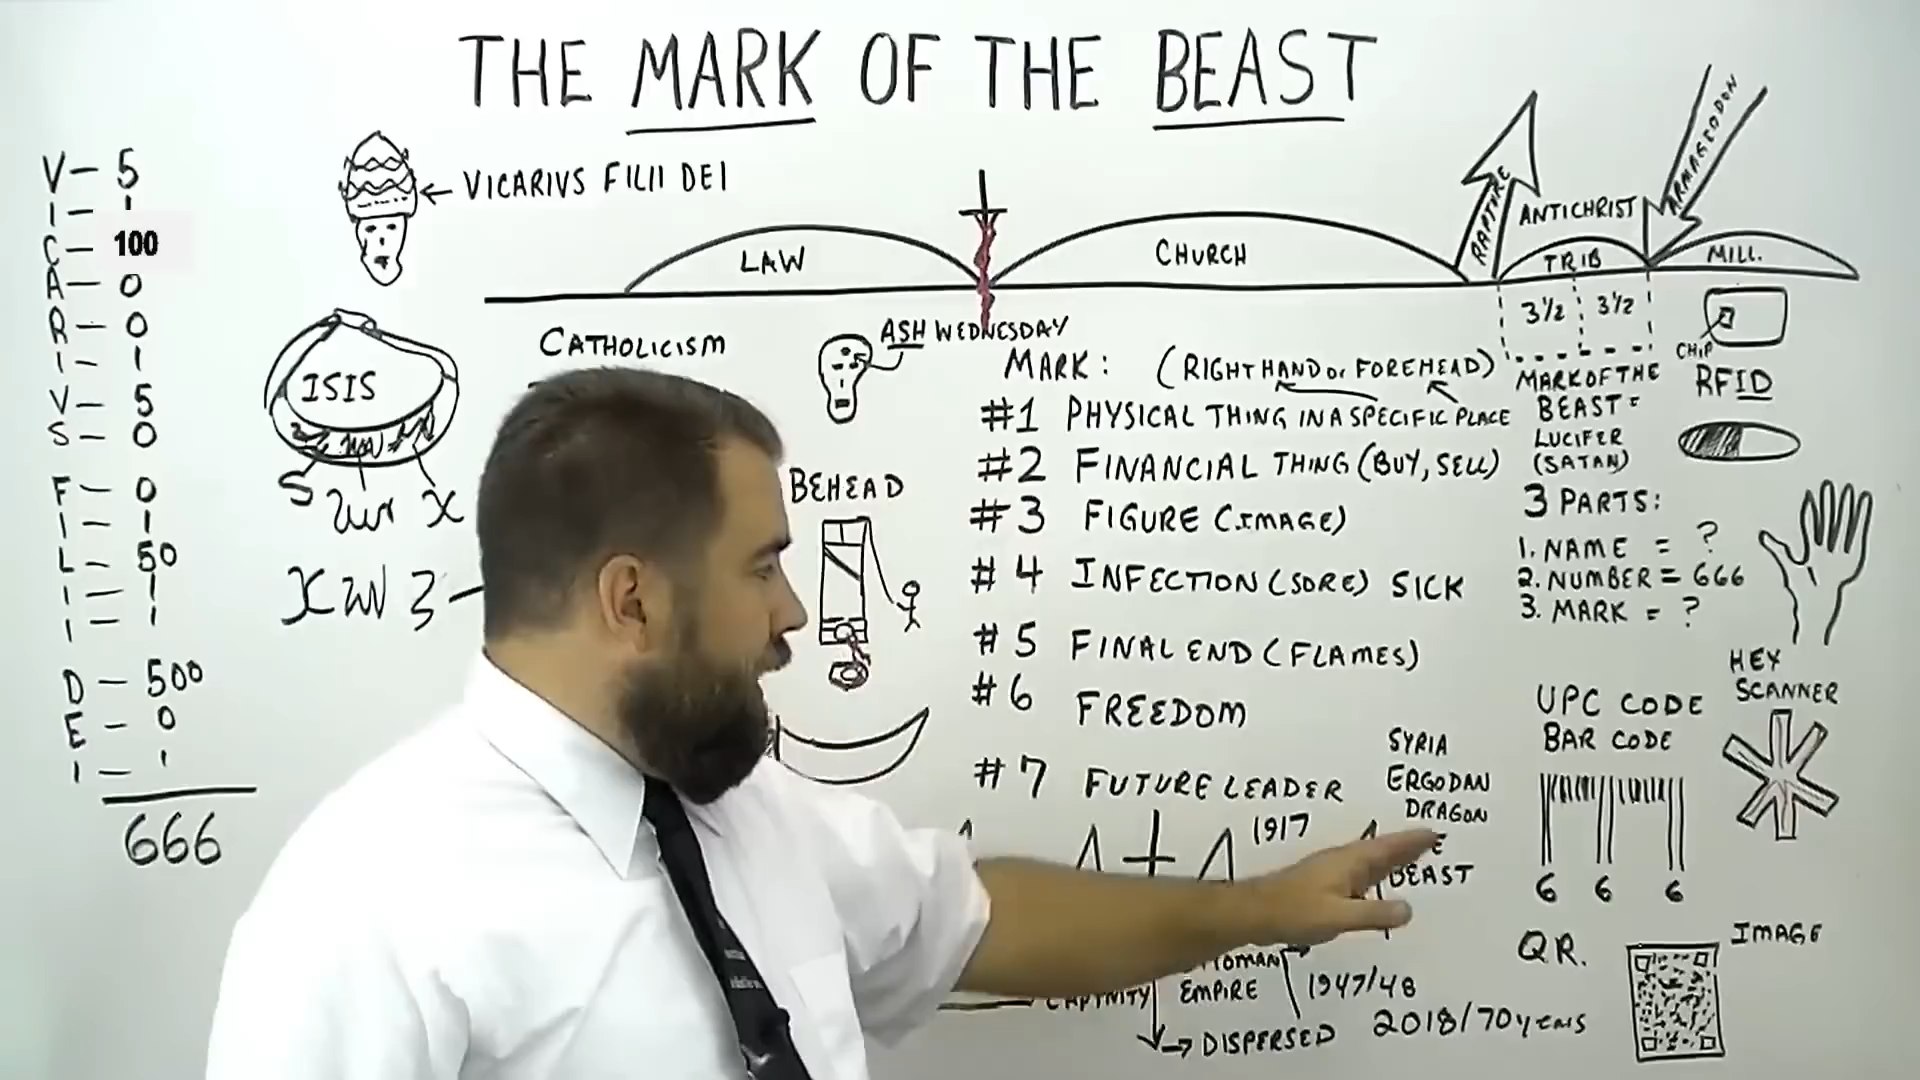 THE MARK OF THE BEAST
V - 5
I - 1
C - 100
A - 0
R - 0
I - 1
V - 5
S - 0
F - 0
I - 1
L - 50
I - 1
I - 1
D - 500
E - 0
I - 1
666
← VICARIVS FILII DEI
ISIS
S
X
CATHOLICISM
LAW
CHURCH
RAPTURE
ANTICHRIST
ARMAGEDDON
TRIB
MILL.
3 1/2
3 1/2
ASH WEDNESDAY
BEHEAD
MARK: (RIGHT HAND or FOREHEAD)
#1 PHYSICAL THING IN A SPECIFIC PLACE
#2 FINANCIAL THING (BUY, SELL)
#3 FIGURE (IMAGE)
#4 INFECTION (SORE) SICK
#5 FINAL END (FLAMES)
#6 FREEDOM
#7 FUTURE LEADER
1917
SYRIA
ERGODAN
DRAGON
BEAST
EMPIRE
CAPTIVITY
1947/48
→ DISPERSED
2018/70 years
MARK OF THE
BEAST =
LUCIFER
(SATAN)
3 PARTS:
1. NAME = ?
2. NUMBER = 666
3. MARK = ?
CHIP
RFID
HEX
SCANNER
UPC CODE
BAR CODE
6 6 6
Q.R.
IMAGE